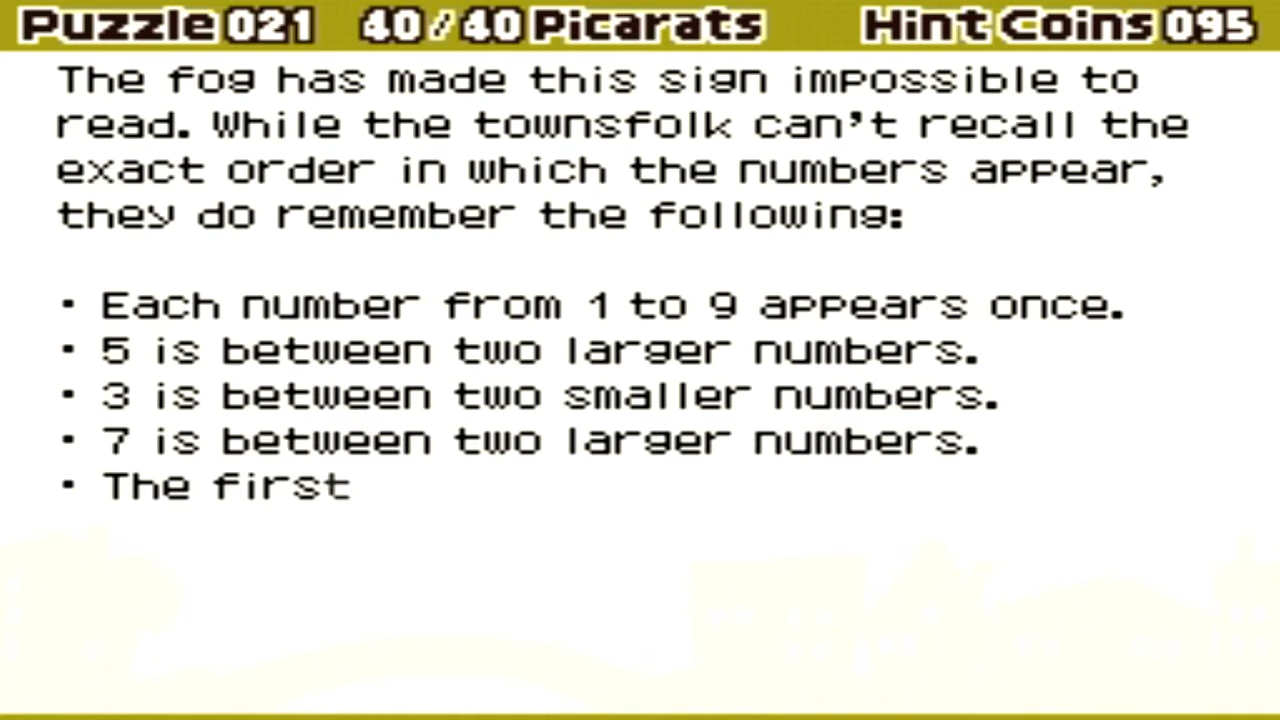 Puzzle 021 40/40 Picarats Hint Coins 095
The fog has made this sign impossible to
read. While the townsfolk can't recall the
exact order in which the numbers appear,
they do remember the following:
• Each number from 1 to 9 appears once.
• 5 is between two larger numbers.
• 3 is between two smaller numbers.
• 7 is between two larger numbers.
• The first